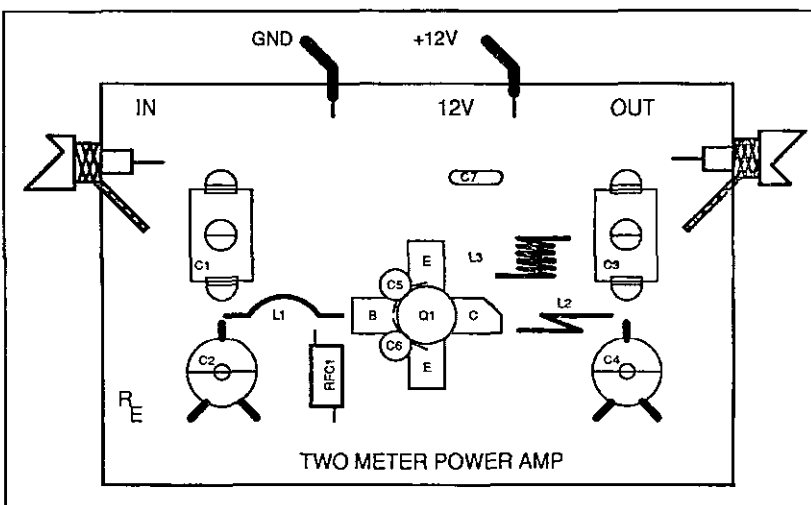 GND +12V
IN 12V OUT
C7
C1 E L3 C3
C5
L2
L1 B Q1 C
C6
C2 RFC1 E C4
RE
TWO METER POWER AMP